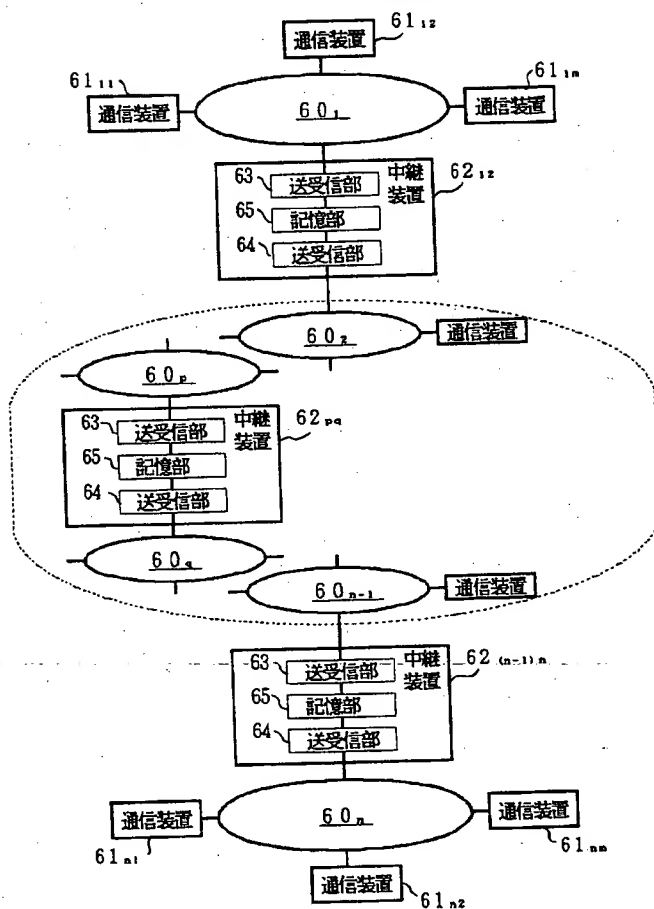 通信装置 61₁₂
61₁₁ 通信装置
60₁
61₁ₘ 通信装置
中継装置 62₁₂
63 送受信部
65 記憶部
64 送受信部
60₂ 通信装置
60ₚ
中継装置 62ₚq
63 送受信部
65 記憶部
64 送受信部
60q
60ₙ₋₁ 通信装置
中継装置 62₍ₙ₋₁₎ₙ
63 送受信部
65 記憶部
64 送受信部
60ₙ
通信装置 61ₙ₁
通信装置 61ₙₘ
通信装置 61ₙ₂